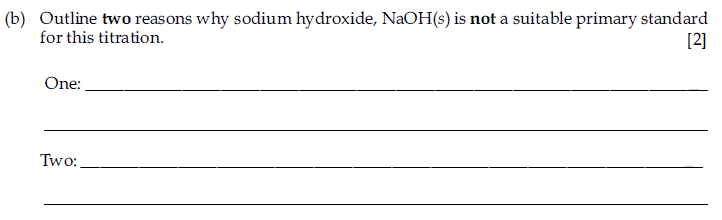 (b) Outline two reasons why sodium hydroxide, NaOH(s) is not a suitable primary standard
for this titration. [2]
One:
Two: